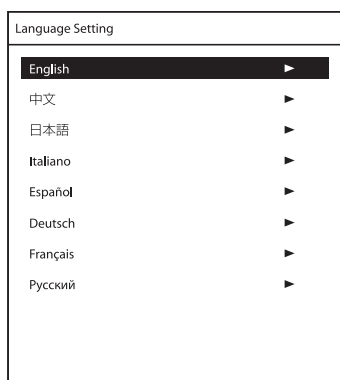 Language Setting
English
中文
日本語
Italiano
Español
Deutsch
Français
Русский